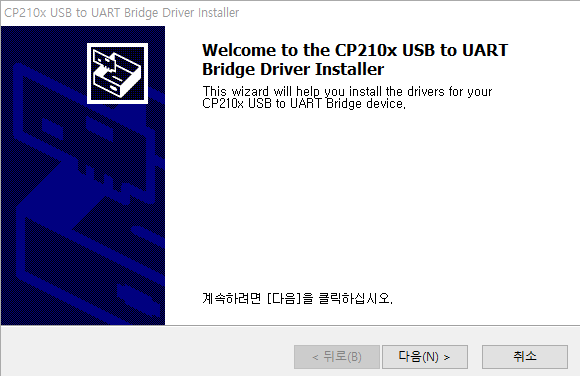 CP210x USB to UART Bridge Driver Installer
Welcome to the CP210x USB to UART
Bridge Driver Installer
This wizard will help you install the drivers for your
CP210x USB to UART Bridge device.
계속하려면 [다음]을 클릭하십시오.
< 뒤로(B)
다음(N) >
취소